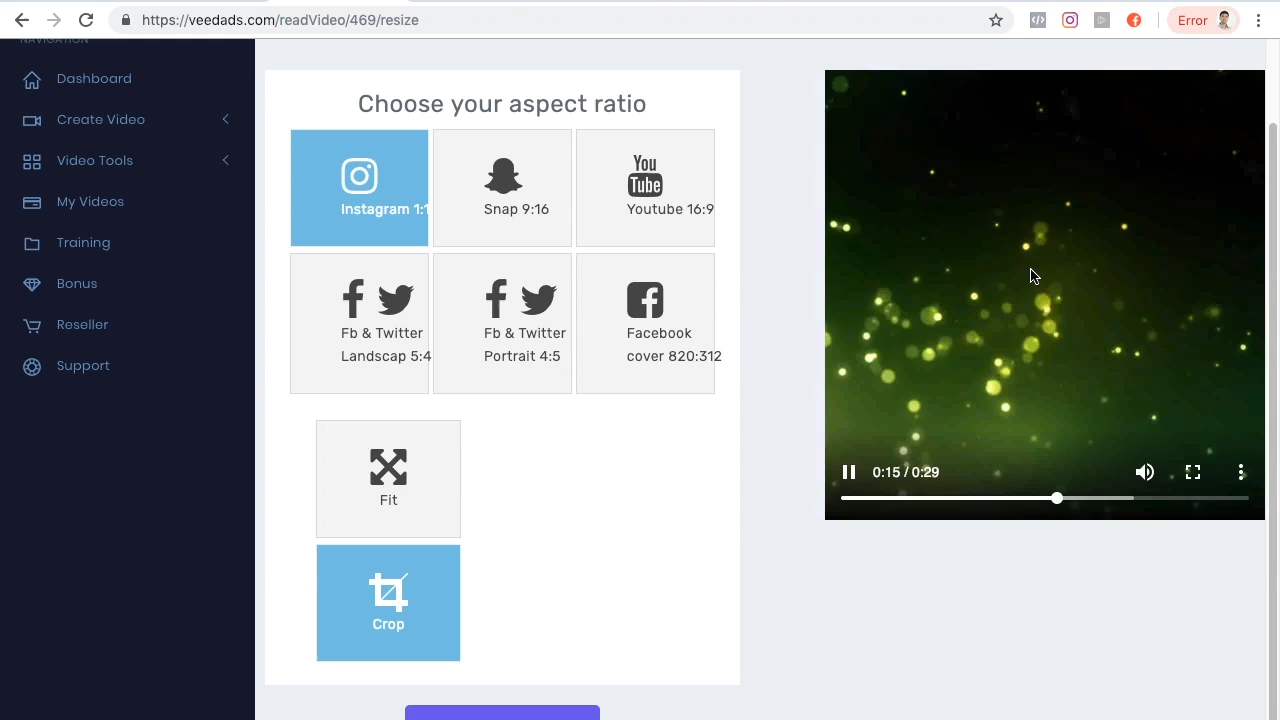 https://veedads.com/readVideo/469/resize
Error
NAVIGATION
Dashboard
Create Video
Video Tools
My Videos
Training
Bonus
Reseller
Support
Choose your aspect ratio
Instagram 1:1
Snap 9:16
You
Tube
Youtube 16:9
Fb & Twitter
Landscap 5:4
Fb & Twitter
Portrait 4:5
Facebook
cover 820:312
Fit
Crop
0:15 / 0:29